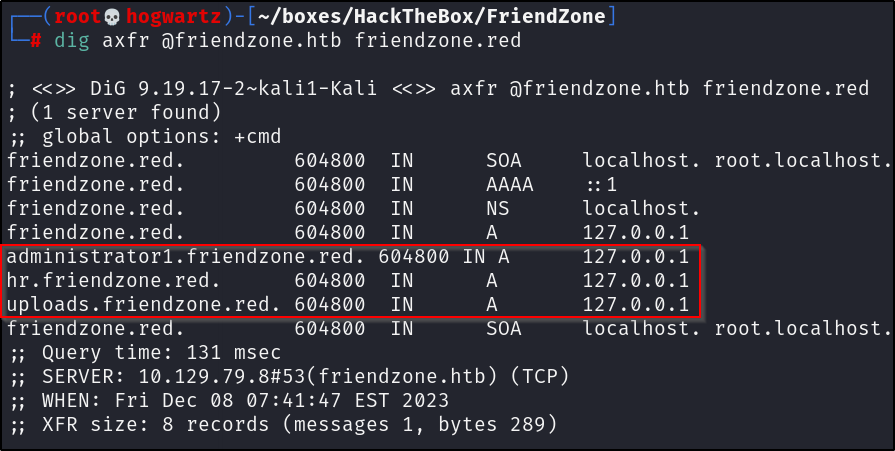 ┌──(root💀hogwartz)-[~/boxes/HackTheBox/FriendZone]
└─# dig axfr @friendzone.htb friendzone.red
; <<>> DiG 9.19.17-2~kali1-Kali <<>> axfr @friendzone.htb friendzone.red
; (1 server found)
;; global options: +cmd
friendzone.red. 604800 IN SOA localhost. root.localhost.
friendzone.red. 604800 IN AAAA ::1
friendzone.red. 604800 IN NS localhost.
friendzone.red. 604800 IN A 127.0.0.1
administrator1.friendzone.red. 604800 IN A 127.0.0.1
hr.friendzone.red. 604800 IN A 127.0.0.1
uploads.friendzone.red. 604800 IN A 127.0.0.1
friendzone.red. 604800 IN SOA localhost. root.localhost.
;; Query time: 131 msec
;; SERVER: 10.129.79.8#53(friendzone.htb) (TCP)
;; WHEN: Fri Dec 08 07:41:47 EST 2023
;; XFR size: 8 records (messages 1, bytes 289)